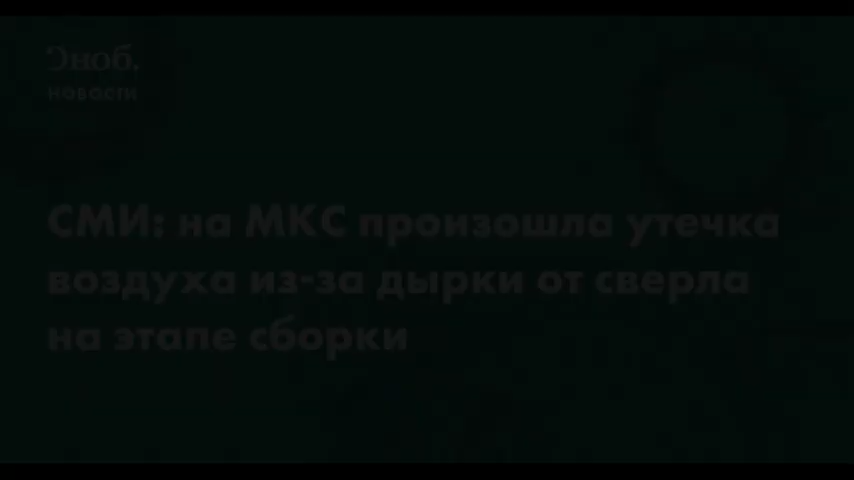 Сноб.
новости
СМИ: на МКС произошла утечка
воздуха из-за дырки от сверла
на этапе сборки